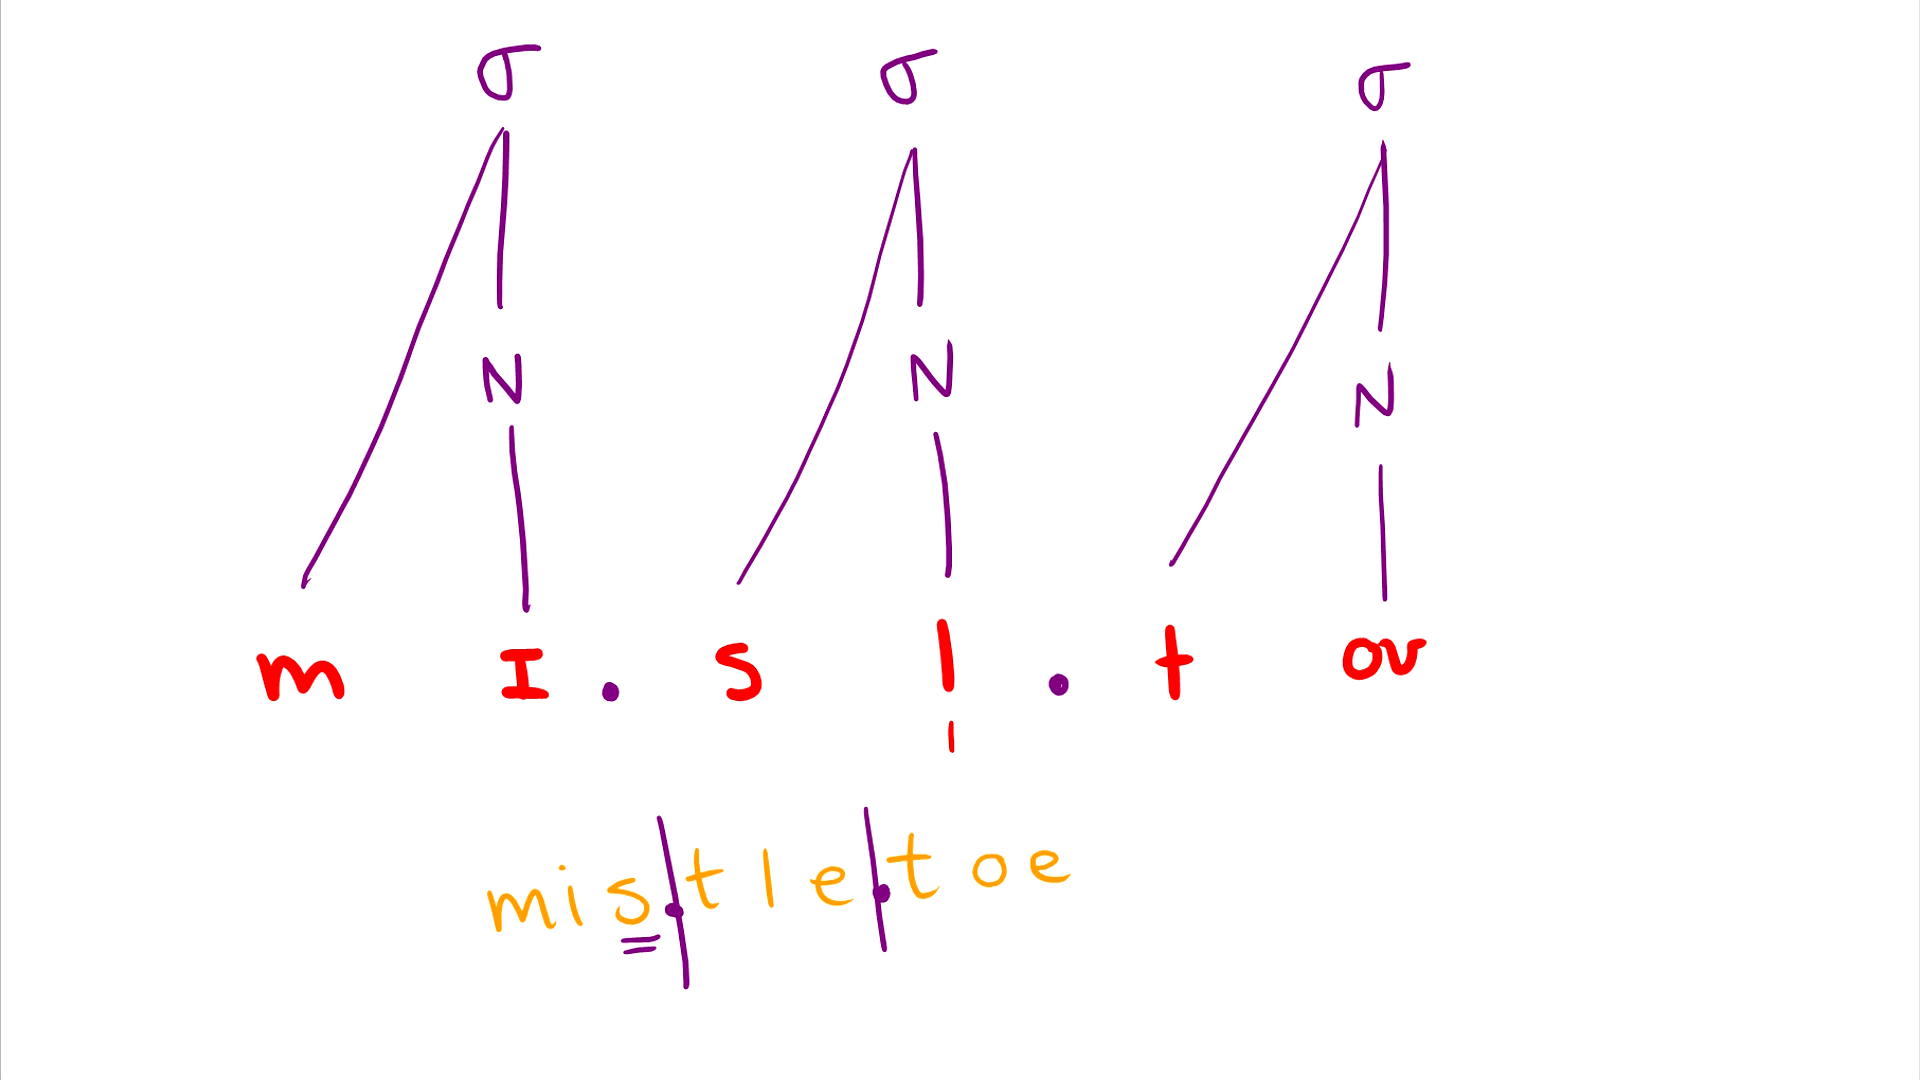 σ σ σ
N N N
m ɪ . s l̩ . t oʊ
mis.tle.toe